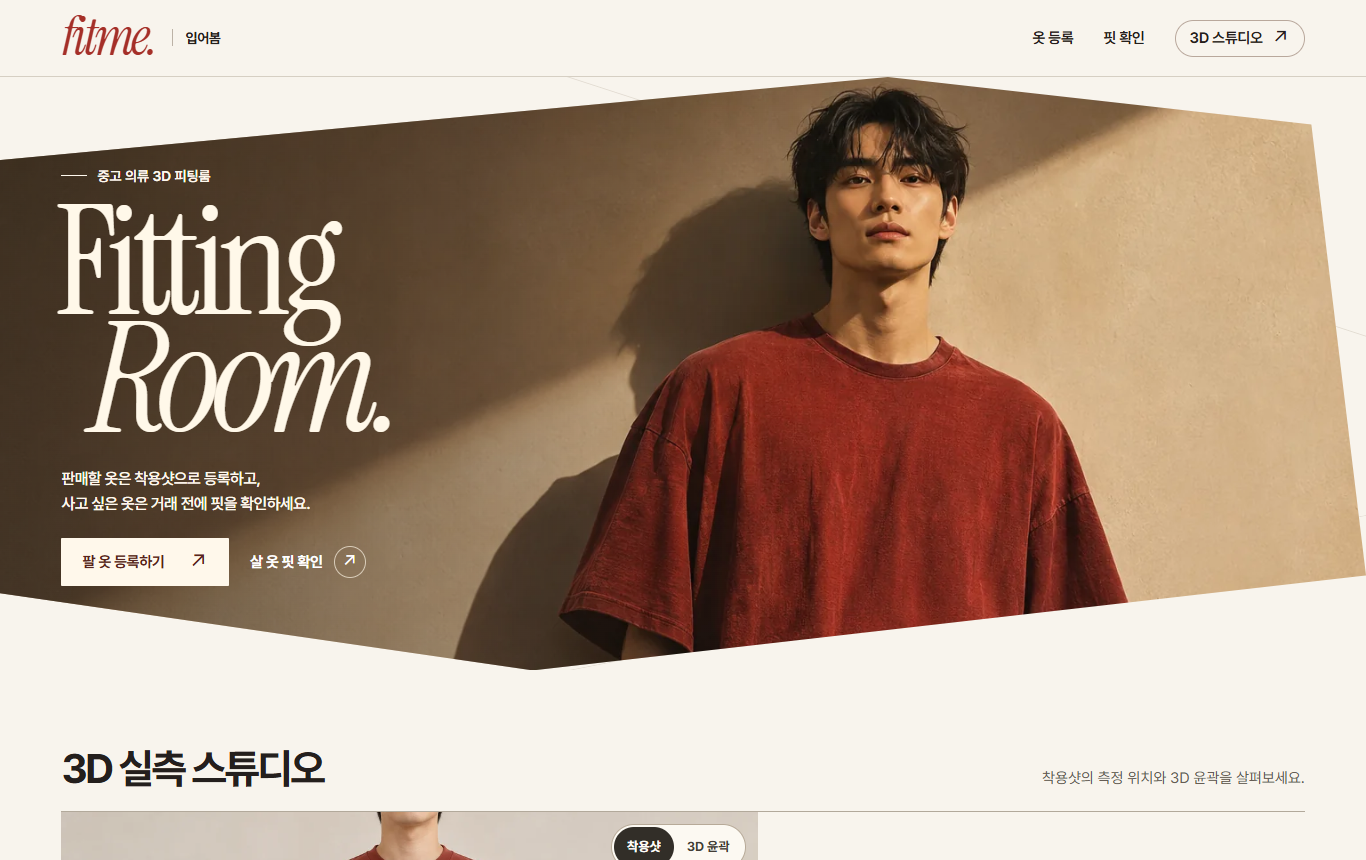 fitme.
입어봄
옷 등록
핏 확인
3D 스튜디오
중고 의류 3D 피팅룸
Fitting
Room.
판매할 옷은 착용샷으로 등록하고,
사고 싶은 옷은 거래 전에 핏을 확인하세요.
팔 옷 등록하기
살 옷 핏 확인
3D 실측 스튜디오
착용샷의 측정 위치와 3D 윤곽을 살펴보세요.
착용샷
3D 윤곽